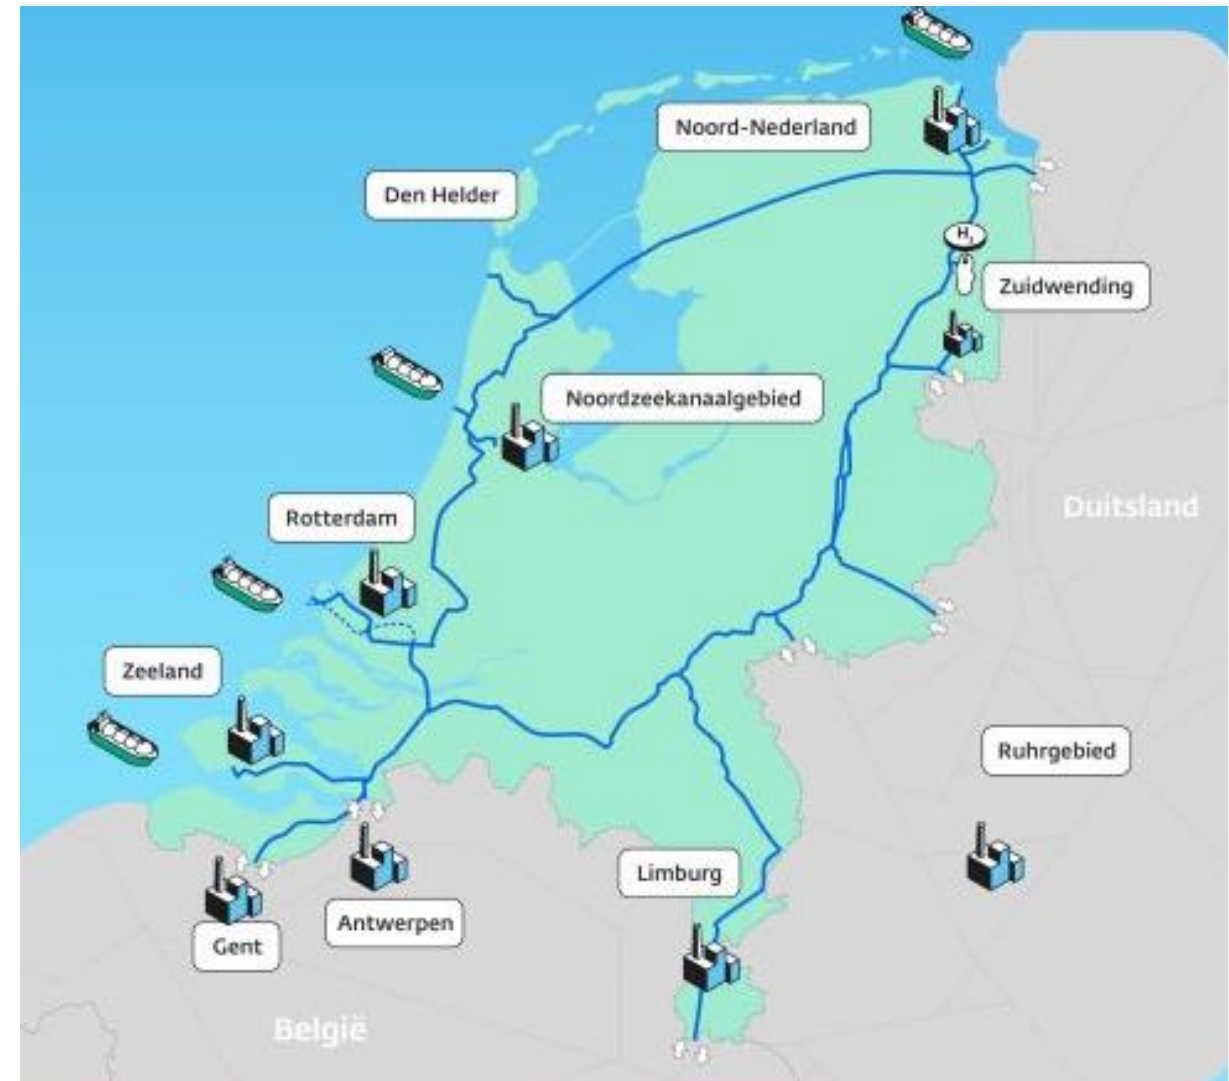 Noord-Nederland
Den Helder
H₂
Zuidwending
Noordzeekanaalgebied
Duitsland
Rotterdam
Zeeland
Ruhrgebied
Limburg
Antwerpen
Gent
België